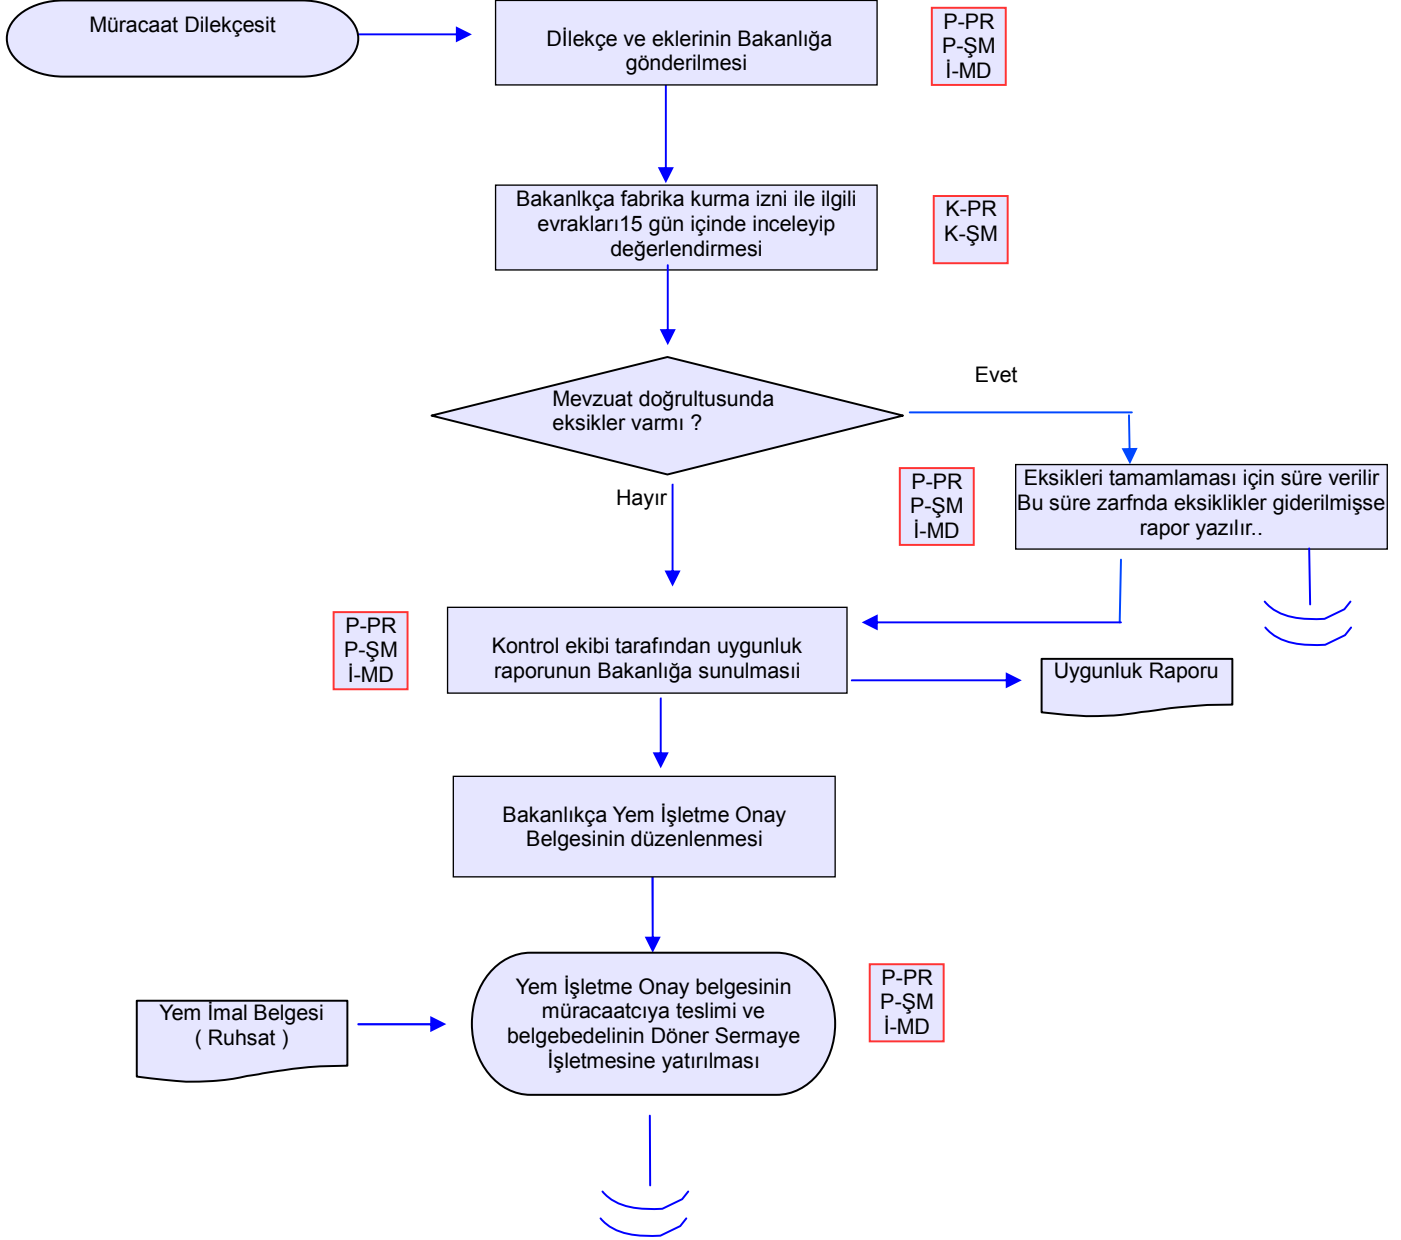 Müracaat Dilekçesit
Dİlekçe ve eklerinin Bakanlığa
gönderilmesi
P-PR
P-ŞM
İ-MD
Bakanlkça fabrika kurma izni ile ilgili
evrakları15 gün içinde inceleyip
değerlendirmesi
K-PR
K-ŞM
Mevzuat doğrultusunda
eksikler varmı ?
Evet
Hayır
P-PR
P-ŞM
İ-MD
Eksikleri tamamlaması için süre verilir
Bu süre zarfnda eksiklikler giderilmişse
rapor yazılır..
P-PR
P-ŞM
İ-MD
Kontrol ekibi tarafından uygunluk
raporunun Bakanlığa sunulmasıi
Uygunluk Raporu
Bakanlıkça Yem İşletme Onay
Belgesinin düzenlenmesi
Yem İmal Belgesi
( Ruhsat )
Yem İşletme Onay belgesinin
müracaatcıya teslimi ve
belgebedelinin Döner Sermaye
İşletmesine yatırılması
P-PR
P-ŞM
İ-MD